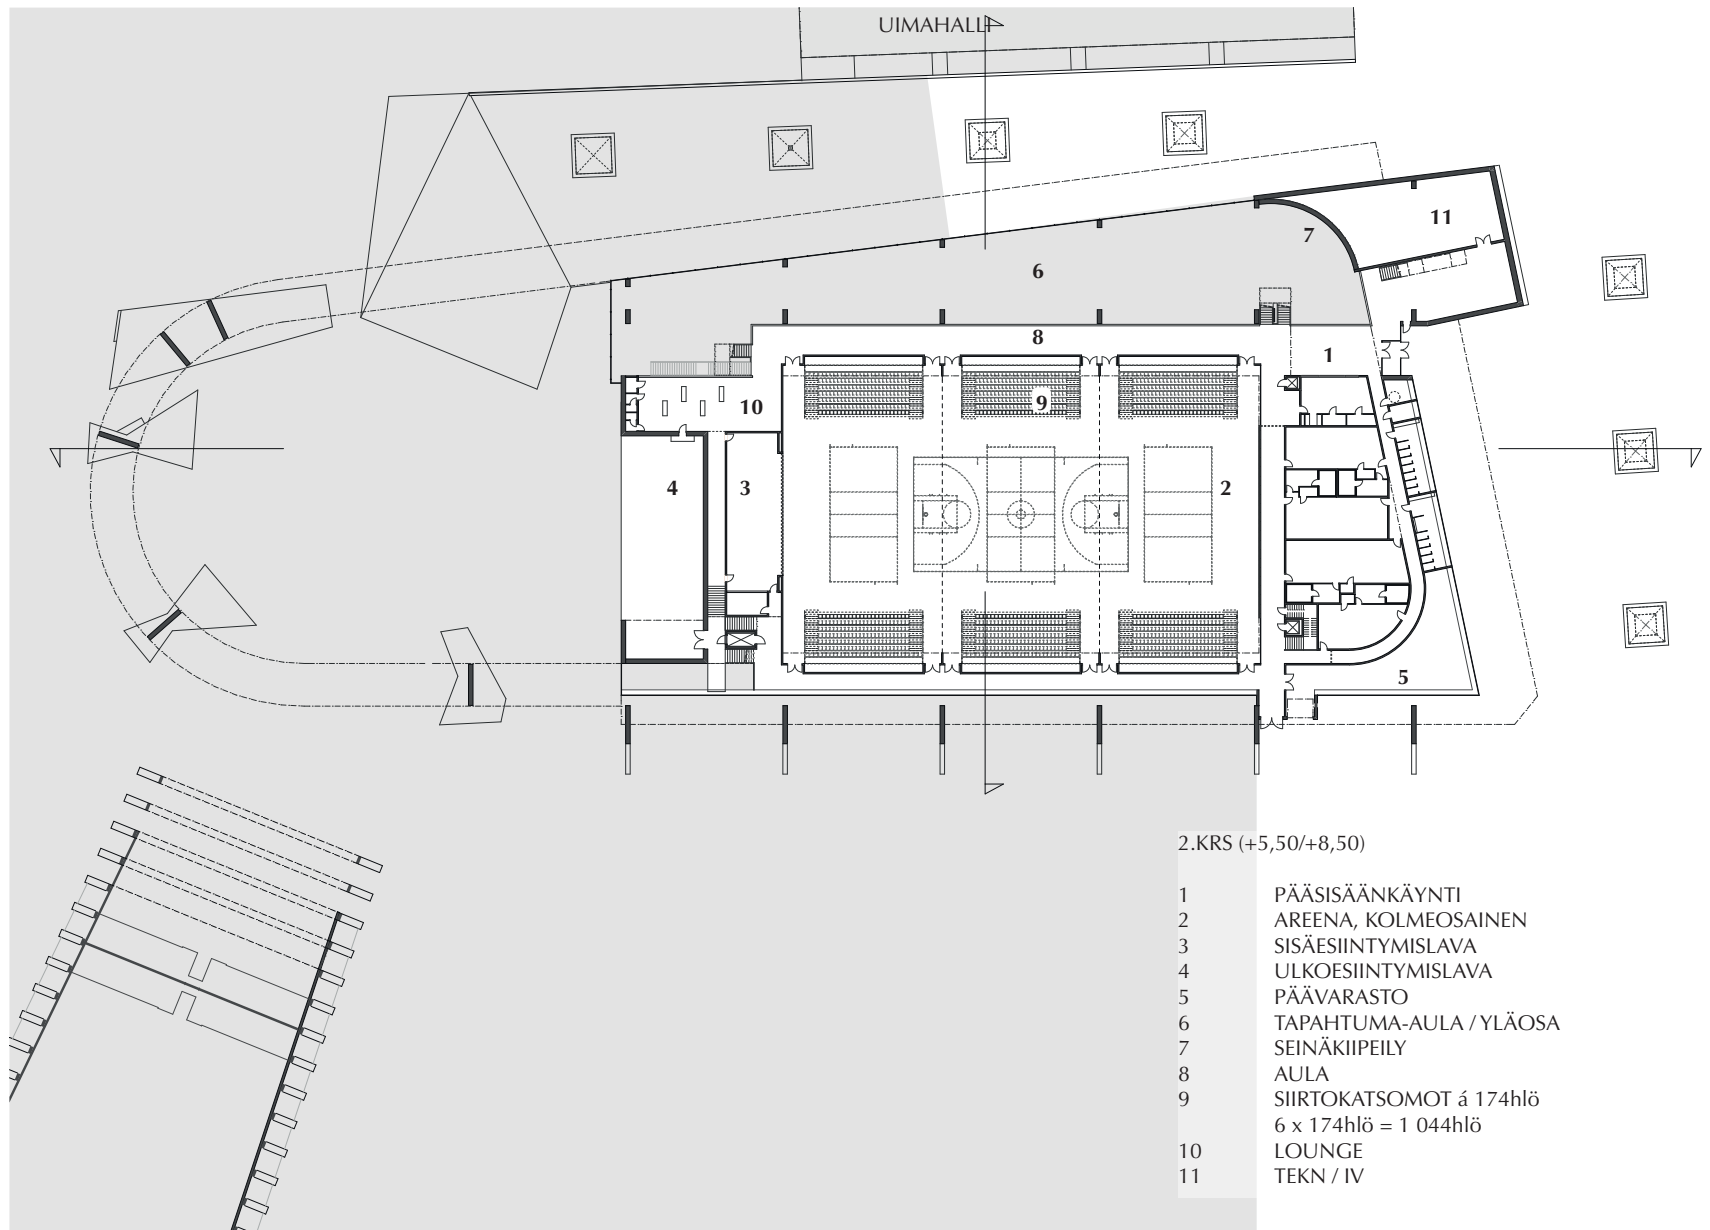 UIMAHALLI
11
7
6
8
1
9
10
4
3
2
5
2.KRS (+5,50/+8,50)
1 PÄÄSISÄÄNKÄYNTI
2 AREENA, KOLMEOSAINEN
3 SISÄESIINTYMISLAVA
4 ULKOESIINTYMISLAVA
5 PÄÄVARASTO
6 TAPAHTUMA-AULA / YLÄOSA
7 SEINÄKIIPEILY
8 AULA
9 SIIRTOKATSOMOT á 174hlö
6 x 174hlö = 1 044hlö
10 LOUNGE
11 TEKN / IV